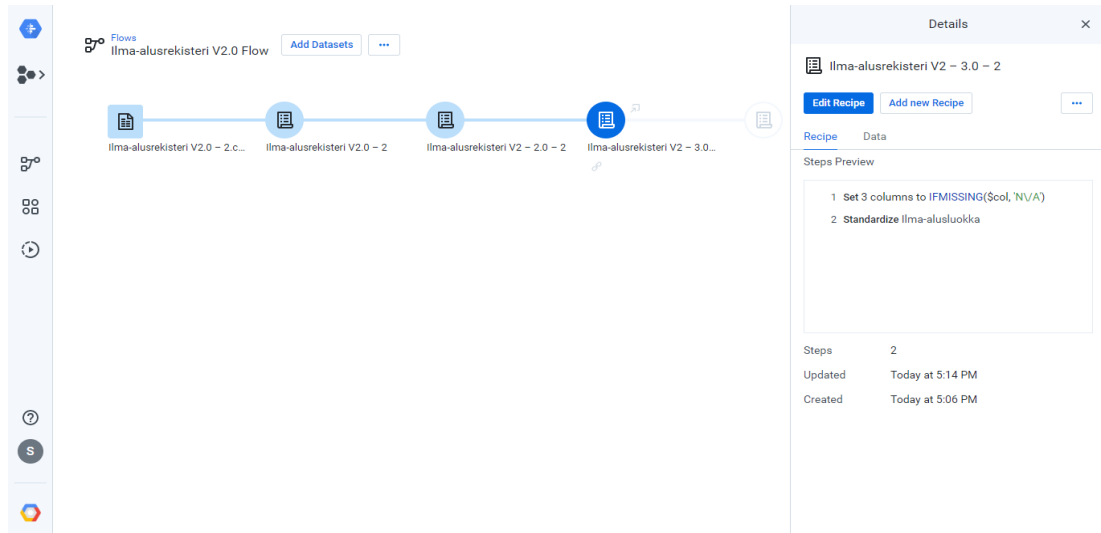 Flows
Ilma-alusrekisteri V2.0 Flow
Add Datasets
...
Ilma-alusrekisteri V2.0 – 2.c...
Ilma-alusrekisteri V2.0 – 2
Ilma-alusrekisteri V2 – 2.0 – 2
Ilma-alusrekisteri V2 – 3.0...
S
Details
Ilma-alusrekisteri V2 – 3.0 – 2
Edit Recipe
Add new Recipe
...
Recipe
Data
Steps Preview
1 Set 3 columns to IFMISSING($col, 'N\/A')
2 Standardize Ilma-alusluokka
Steps 2
Updated Today at 5:14 PM
Created Today at 5:06 PM